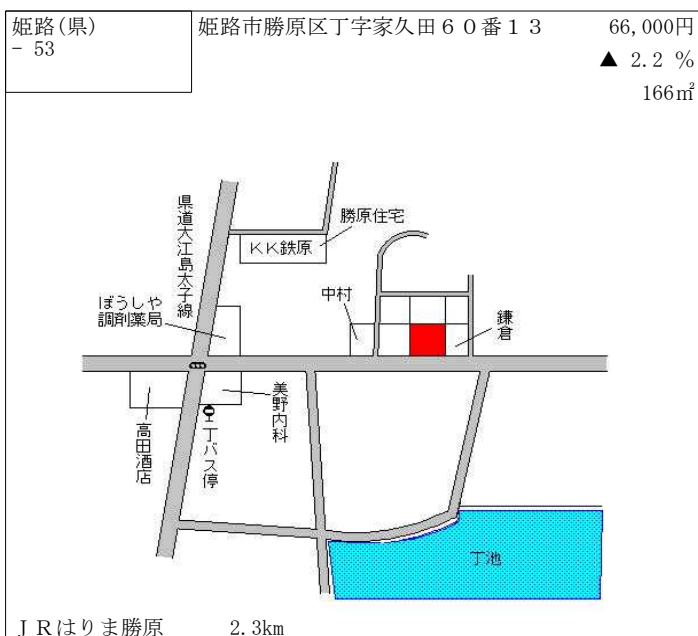 姫路(県)
- 53
姫路市勝原区丁字家久田６０番１３
66,000円
▲ 2.2 %
166㎡
県道大江島太子線
勝原住宅
ＫＫ鉄原
中村
ぼうしや
調剤薬局
鎌倉
美野内科
高田酒店
丁バス停
丁池
ＪＲはりま勝原 2.3km